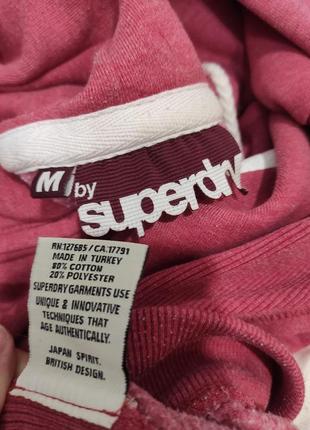 M by
superdry
RN:127685/CA.17791
MADE IN TURKEY
80% COTTON
20% POLYESTER
SUPERDRY GARMENTS USE
UNIQUE & INNOVATIVE
TECHNIQUES THAT
AGE AUTHENTICALLY.
JAPAN SPIRIT.
BRITISH DESIGN.